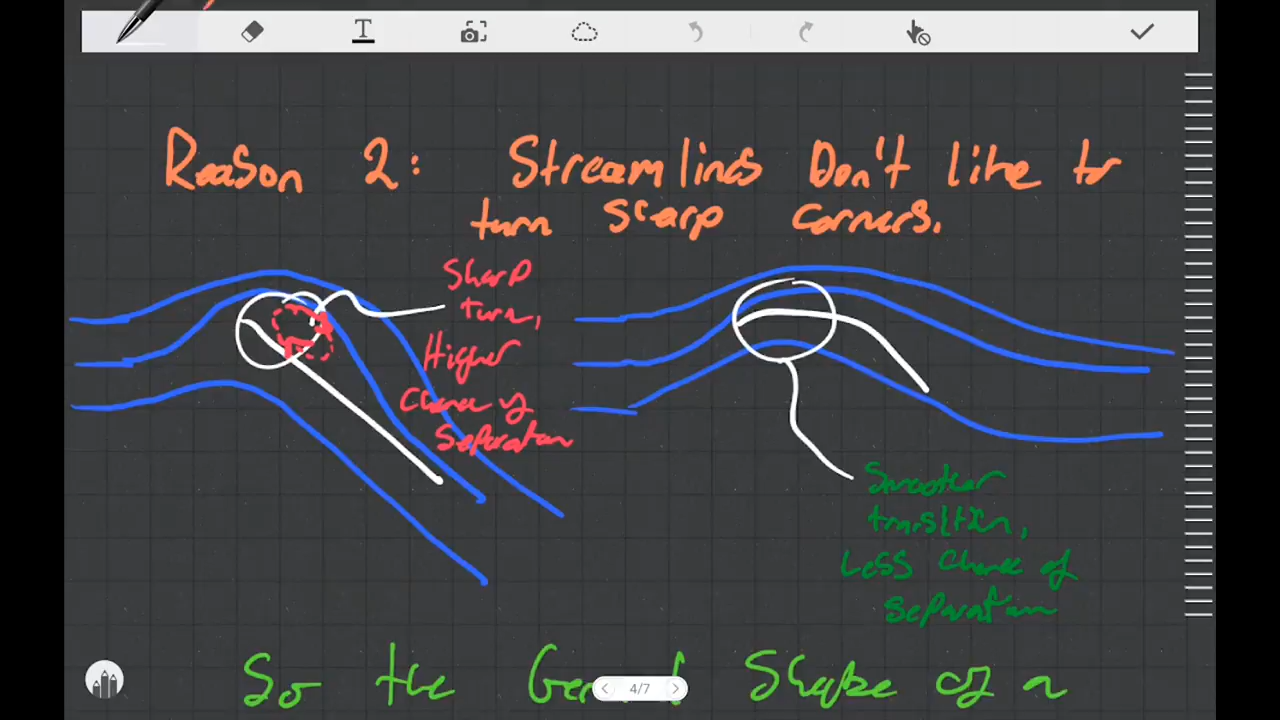 Reason 2: Streamlines Don't like to
turn sharp corners.
Sharp
turn,
Higher
Chance of
Separation
Smoother
transition,
Less chance of
separation
So the General Shape of a
4/7
T